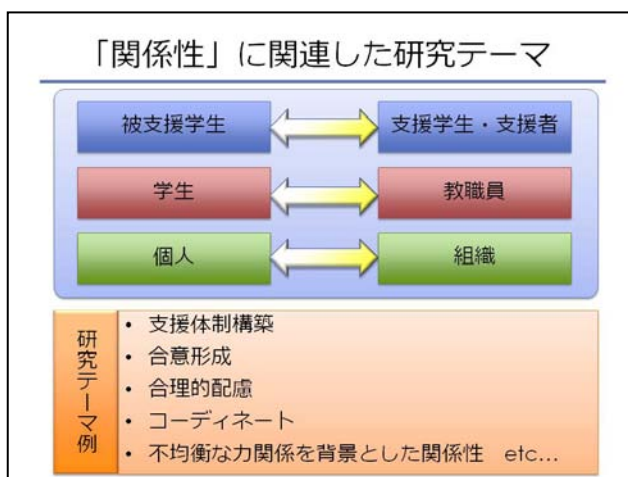 「関係性」に関連した研究テーマ
被支援学生
支援学生・支援者
学生
教職員
個人
組織
研究テーマ例
• 支援体制構築
• 合意形成
• 合理的配慮
• コーディネート
• 不均衡な力関係を背景とした関係性　etc…